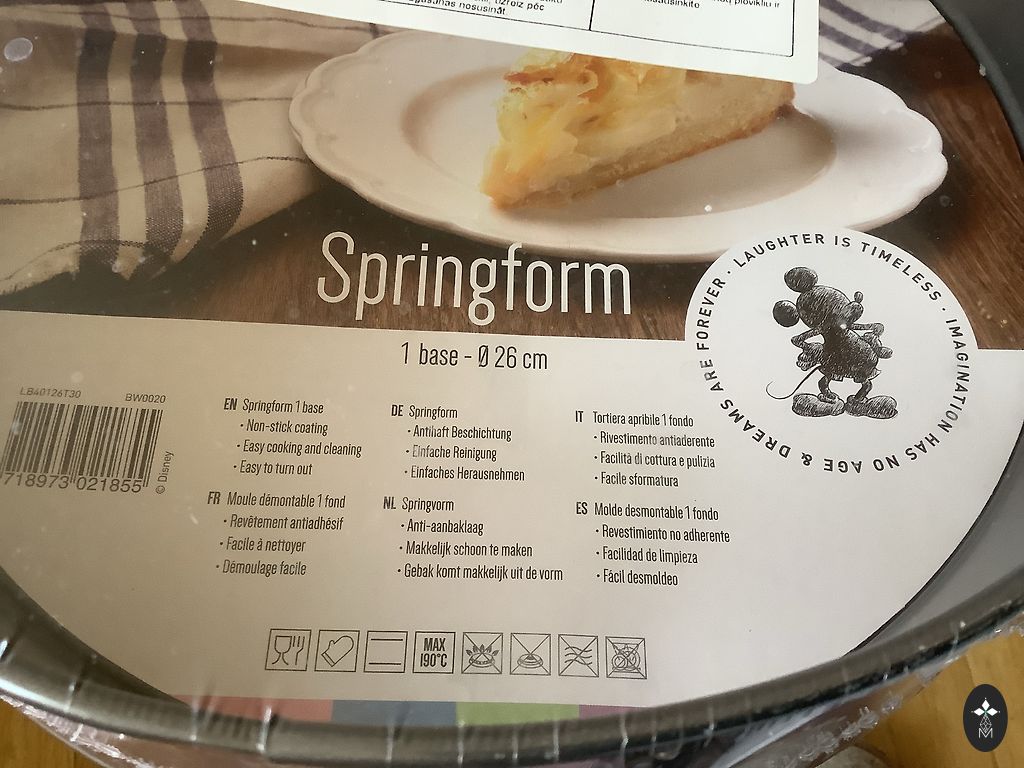 uzreiz pēc
nosusināt.
Springform
1 base - Ø 26 cm
LAUGHTER IS TIMELESS · IMAGINATION HAS NO AGE & DREAMS ARE FOREVER ·
LB40126T30 BW0020
718973 021855
© Disney
EN Springform 1 base
• Non-stick coating
• Easy cooking and cleaning
• Easy to turn out
DE Springform
• Antihaft Beschichtung
• Einfache Reinigung
• Einfaches Herausnehmen
IT Tortiera apribile 1 fondo
• Rivestimento antiaderente
• Facilità di cottura e pulizia
• Facile sformatura
FR Moule démontable 1 fond
• Revêtement antiadhésif
• Facile à nettoyer
• Démoulage facile
NL Springvorm
• Anti-aanbaklaag
• Makkelijk schoon te maken
• Gebak komt makkelijk uit de vorm
ES Molde desmontable 1 fondo
• Revestimiento no adherente
• Facilidad de limpieza
• Fácil desmoldeo
MAX
190°C
M